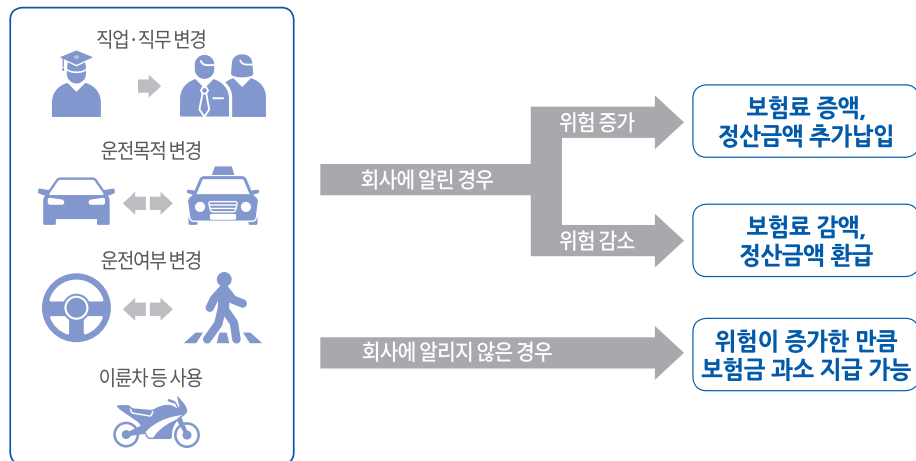 직업·직무 변경
운전목적 변경
운전여부 변경
이륜차 등 사용
회사에 알린 경우
위험 증가
보험료 증액,
정산금액 추가납입
위험 감소
보험료 감액,
정산금액 환급
회사에 알리지 않은 경우
위험이 증가한 만큼
보험금 과소 지급 가능